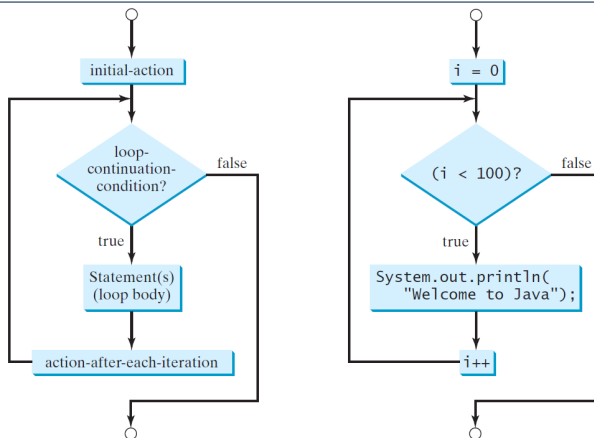 initial-action
loop-
continuation-
condition?
false
true
Statement(s)
(loop body)
action-after-each-iteration
i = 0
(i < 100)?
false
true
System.out.println(
"Welcome to Java");
i++